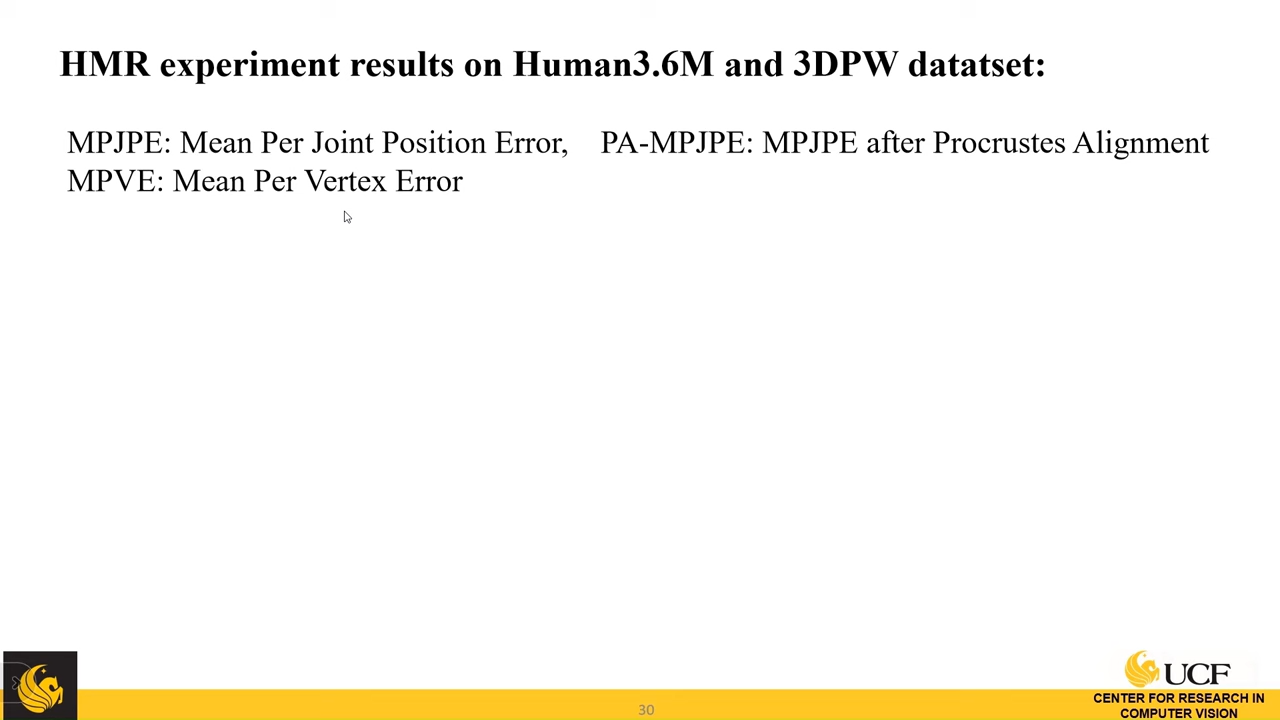 HMR experiment results on Human3.6M and 3DPW datatset:
MPJPE: Mean Per Joint Position Error, PA-MPJPE: MPJPE after Procrustes Alignment
MPVE: Mean Per Vertex Error
UCF
CENTER FOR RESEARCH IN
COMPUTER VISION
30